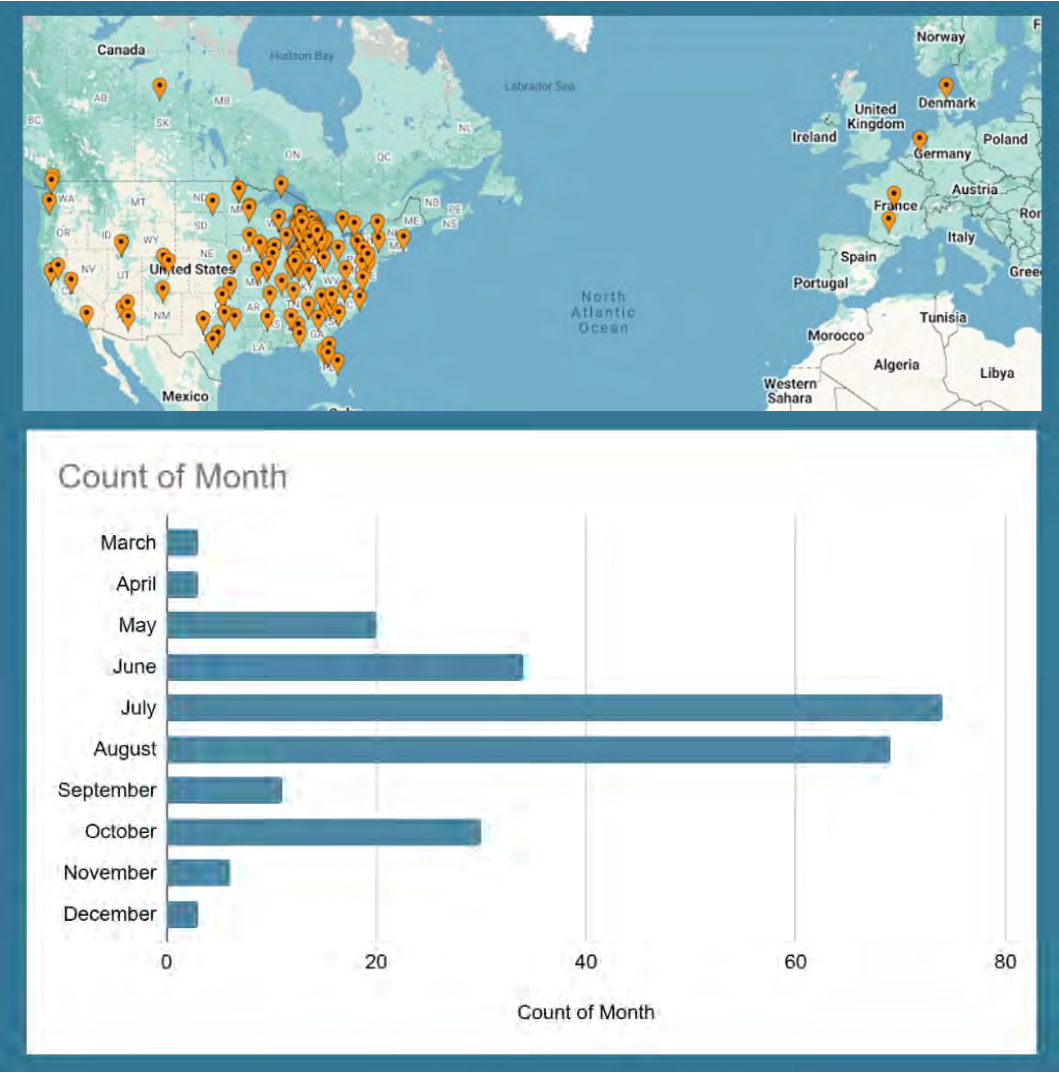 Canada
Hudson Bay
Labrador Sea
Norway
AB
MB
SK
BC
ON
QC
NL
Denmark
United
Kingdom
Ireland
Poland
Germany
Austria
France
Italy
Spain
Portugal
WA
MT
ND
NB
PE
NS
ME
OR
ID
WY
SD
NE
NV
UT
United States
NM
AR
LA
GA
Mexico
North
Atlantic
Ocean
Tunisia
Morocco
Algeria
Libya
Western
Sahara
Count of Month
March
April
May
June
July
August
September
October
November
December
0 20 40 60 80
Count of Month